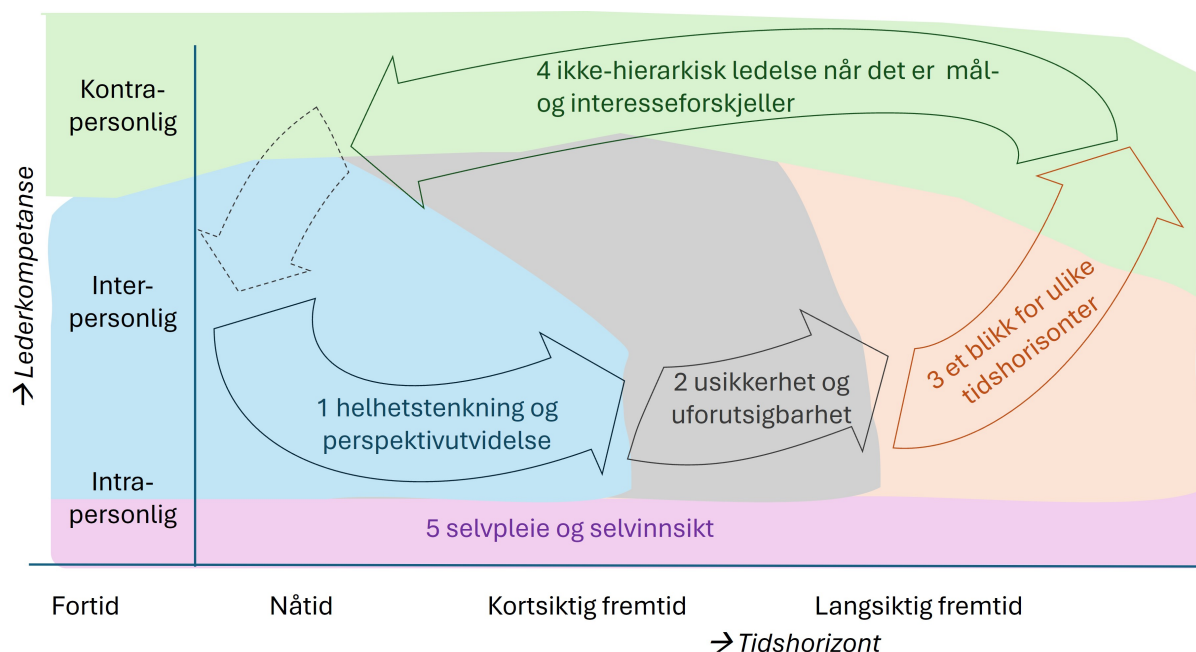 Kontra-
personlig
4 ikke-hierarkisk ledelse når det er  mål-
og interesseforskjeller
→ Lederkompetanse
Inter-
personlig
3 et blikk for ulike
tidshorisonter
2 usikkerhet og
uforutsigbarhet
1 helhetstenkning og
perspektivutvidelse
Intra-
personlig
5 selvpleie og selvinnsikt
Fortid
Nåtid
Kortsiktig fremtid
Langsiktig fremtid
→ Tidshorizont